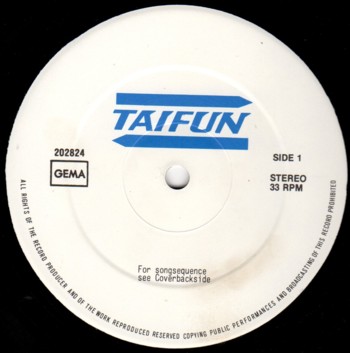 TAIFUN
202824
GEMA
SIDE 1
STEREO
33 RPM
For songsequence
see Coverbackside
ALL RIGHTS OF THE RECORD PRODUCER AND OF THE WORK REPRODUCED RESERVED COPYING PUBLIC PERFORMANCES AND BROADCASTING OF THIS RECORD PROHIBITED